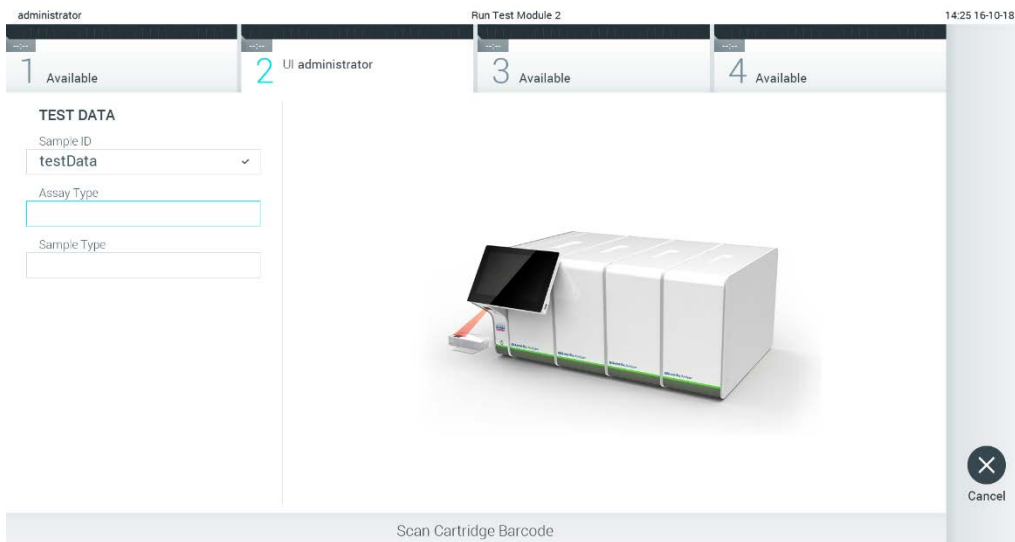 administrator
Run Test Module 2
14:25 16-10-18
--:--
--:--
--:--
--:--
1 Available
2 UI administrator
3 Available
4 Available
TEST DATA
Sample ID
testData
Assay Type
Sample Type
Cancel
Scan Cartridge Barcode